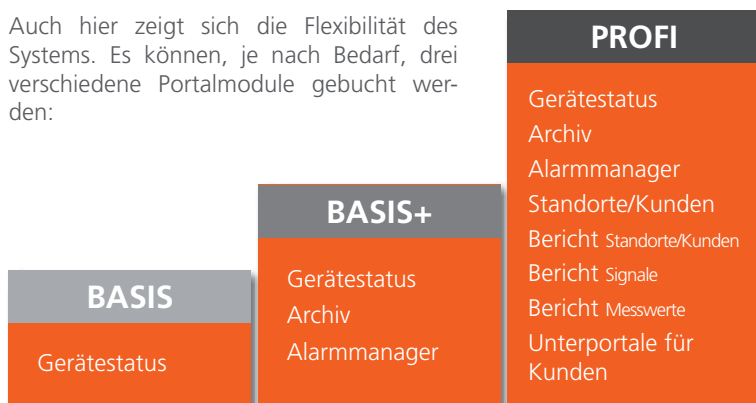 Auch hier zeigt sich die Flexibilität des
Systems. Es können, je nach Bedarf, drei
verschiedene Portalmodule gebucht wer-
den:
BASIS
Gerätestatus
BASIS+
Gerätestatus
Archiv
Alarmmanager
PROFI
Gerätestatus
Archiv
Alarmmanager
Standorte/Kunden
Bericht Standorte/Kunden
Bericht Signale
Bericht Messwerte
Unterportale für
Kunden